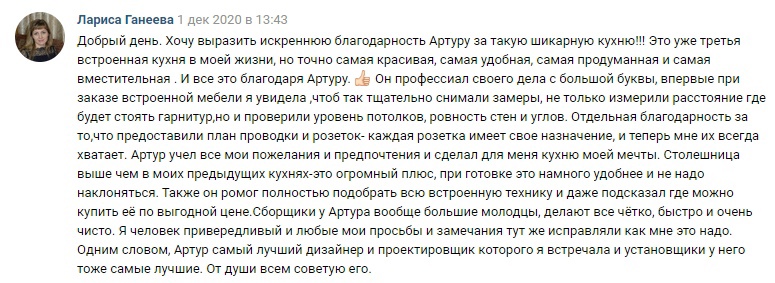 Лариса Ганеева 1 дек 2020 в 13:43
Добрый день. Хочу выразить искреннюю благодарность Артуру за такую шикарную кухню!!! Это уже третья
встроенная кухня в моей жизни, но точно самая красивая, самая удобная, самая продуманная и самая
вместительная . И все это благодаря Артуру. 👍 Он профессиал своего дела с большой буквы, впервые при
заказе встроенной мебели я увидела ,чтоб так тщательно снимали замеры, не только измерили расстояние где
будет стоять гарнитур,но и проверили уровень потолков, ровность стен и углов. Отдельная благодарность за
то,что предоставили план проводки и розеток- каждая розетка имеет свое назначение, и теперь мне их всегда
хватает. Артур учел все мои пожелания и предпочтения и сделал для меня кухню моей мечты. Столешница
выше чем в моих предыдущих кухнях-это огромный плюс, при готовке это намного удобнее и не надо
наклоняться. Также он ромог полностью подобрать всю встроенную технику и даже подсказал где можно
купить её по выгодной цене.Сборщики у Артура вообще большие молодцы, делают все чётко, быстро и очень
чисто. Я человек привередливый и любые мои просьбы и замечания тут же исправляли как мне это надо.
Одним словом, Артур самый лучший дизайнер и проектировщик которого я встречала и установщики у него
тоже самые лучшие. От души всем советую его.